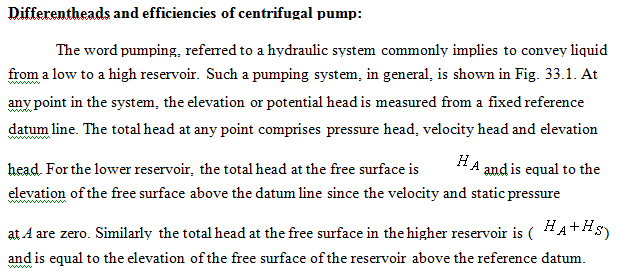 Differentheads and efficiencies of centrifugal pump:
The word pumping, referred to a hydraulic system commonly implies to convey liquid
from a low to a high reservoir. Such a pumping system, in general, is shown in Fig. 33.1. At
any point in the system, the elevation or potential head is measured from a fixed reference
datum line. The total head at any point comprises pressure head, velocity head and elevation
head. For the lower reservoir, the total head at the free surface is H_A and is equal to the
elevation of the free surface above the datum line since the velocity and static pressure
at A are zero. Similarly the total head at the free surface in the higher reservoir is ( H_A+H_S)
and is equal to the elevation of the free surface of the reservoir above the reference datum.